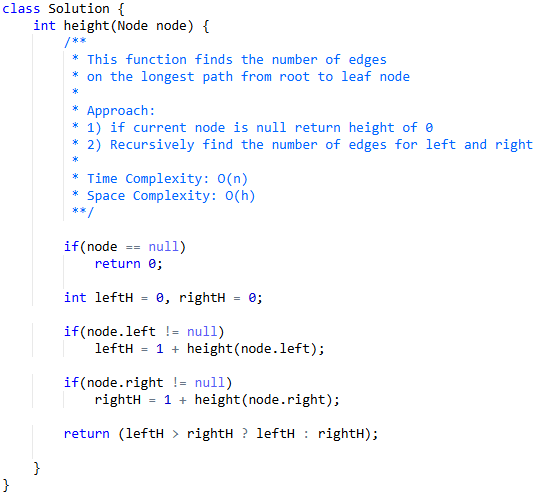 class Solution {
    int height(Node node) {
        /**
         * This function finds the number of edges
         * on the longest path from root to leaf node
         *
         * Approach:
         * 1) if current node is null return height of 0
         * 2) Recursively find the number of edges for left and right
         *
         * Time Complexity: O(n)
         * Space Complexity: O(h)
         **/
        if(node == null)
            return 0;
        int leftH = 0, rightH = 0;
        if(node.left != null)
            leftH = 1 + height(node.left);
        if(node.right != null)
            rightH = 1 + height(node.right);
        return (leftH > rightH ? leftH : rightH);
    }
}